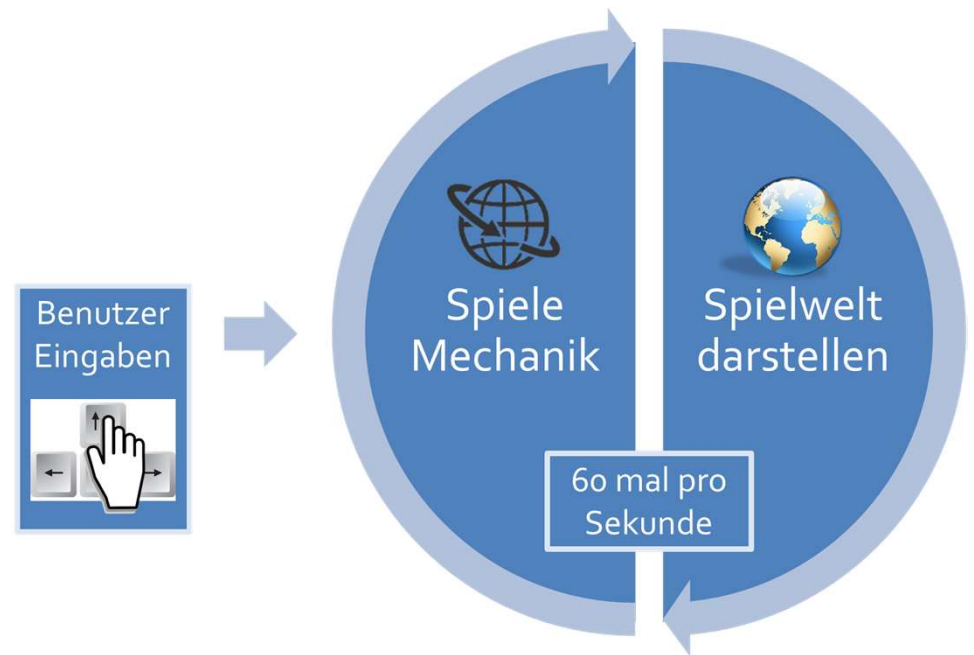 Benutzer
Eingaben
Spiele
Mechanik
Spielwelt
darstellen
60 mal pro
Sekunde